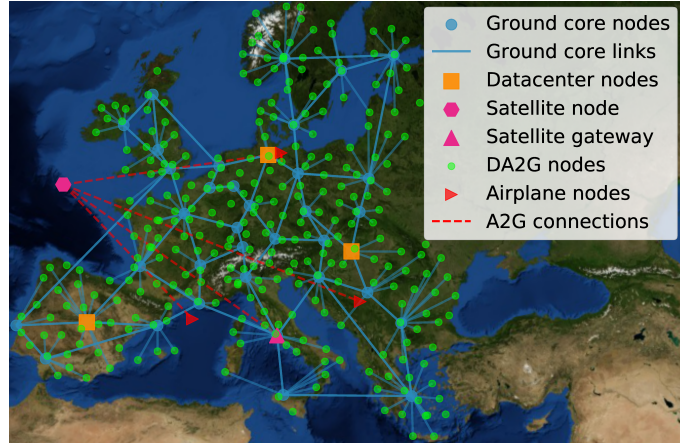 Ground core nodes
Ground core links
Datacenter nodes
Satellite node
Satellite gateway
DA2G nodes
Airplane nodes
A2G connections